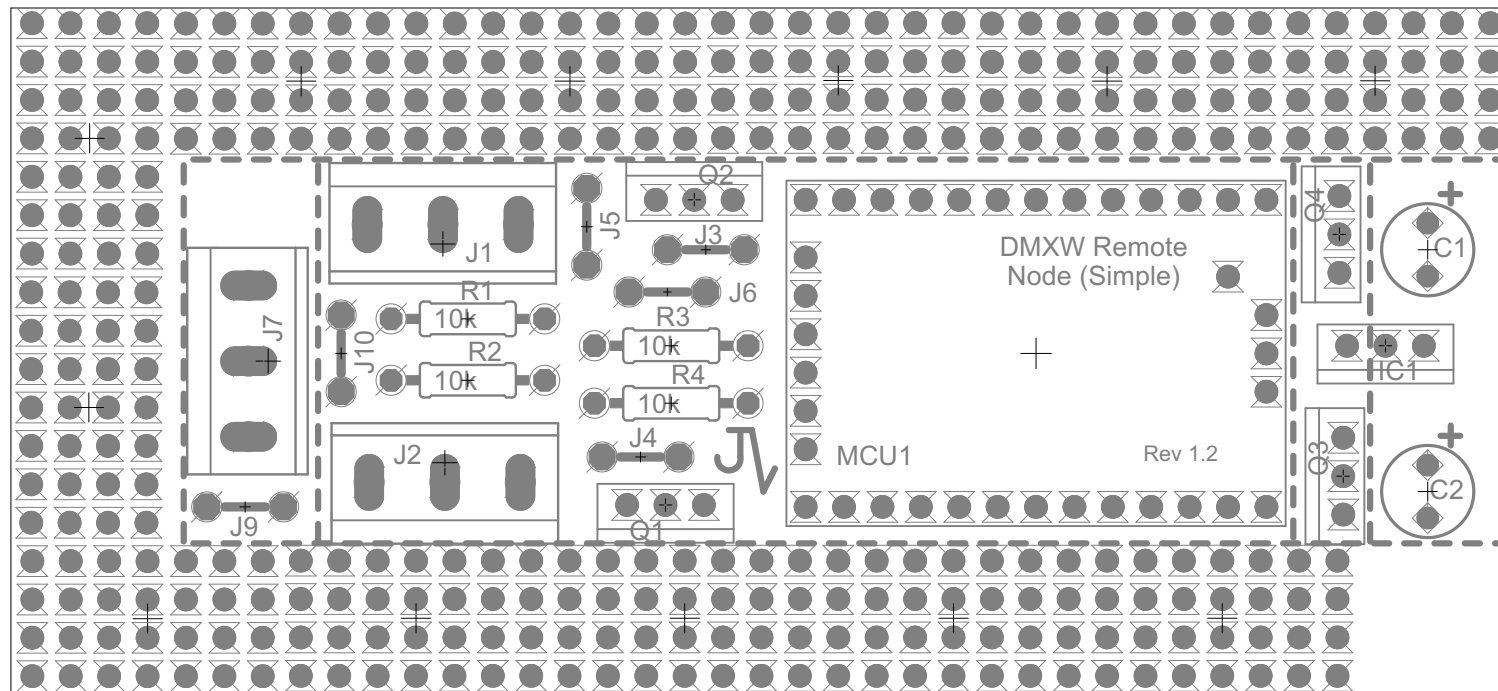 Q2
Q4
J5
J3
J1
DMXW Remote
Node (Simple)
+
C1
J6
R1
10k
J7
J10
R3
10k
R2
10k
R4
10k
IC1
J4
J2
MCU1
Rev 1.2
Q3
+
C2
J9
Q1